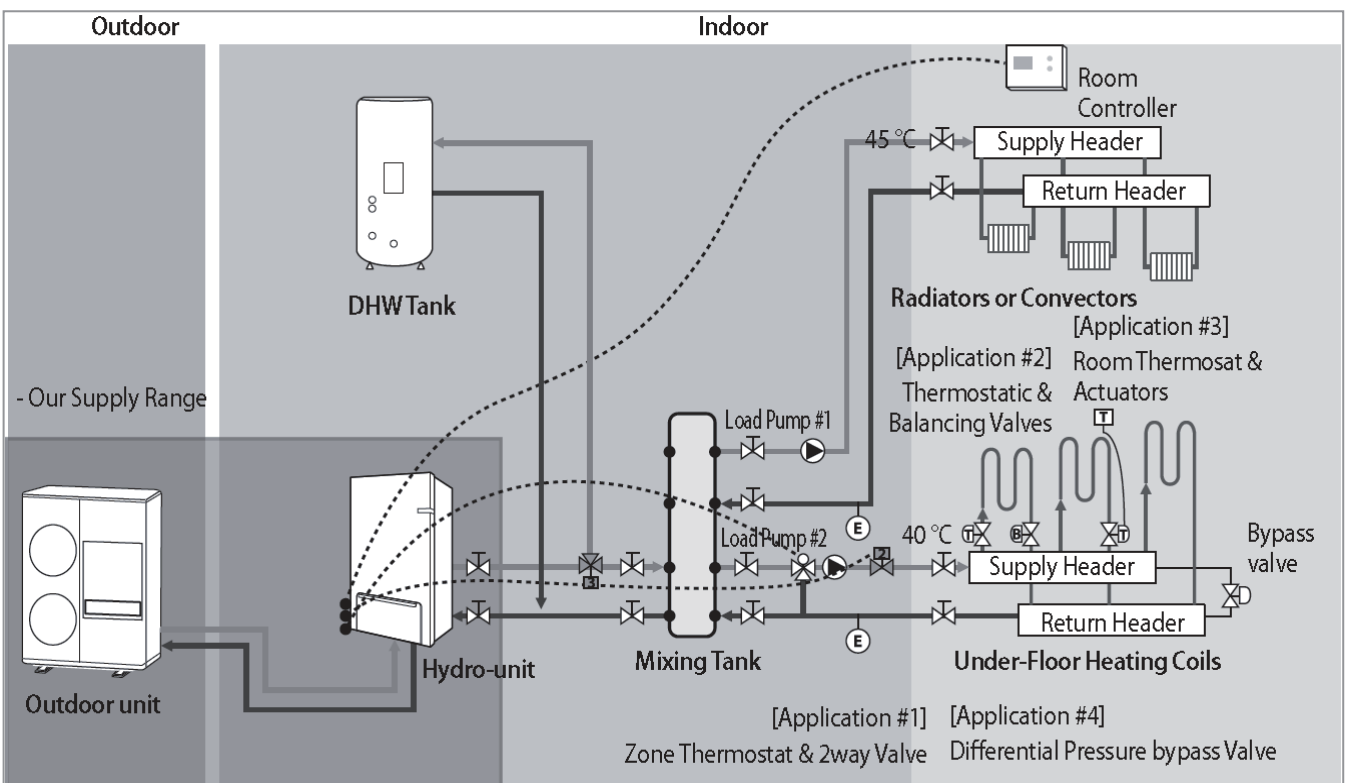 Outdoor
Indoor
Room
Controller
45 °C
Supply Header
Return Header
DHW Tank
Radiators or Convectors
[Application #3]
Room Thermosat &
Actuators
[Application #2]
Thermostatic &
Balancing Valves
- Our Supply Range
Load Pump #1
T
E
Load Pump #2
2
40 °C
T
B
T
Bypass
valve
3
Supply Header
Return Header
E
Hydro-unit
Mixing Tank
Under-Floor Heating Coils
Outdoor unit
[Application #1]
Zone Thermostat & 2way Valve
[Application #4]
Differential Pressure bypass Valve